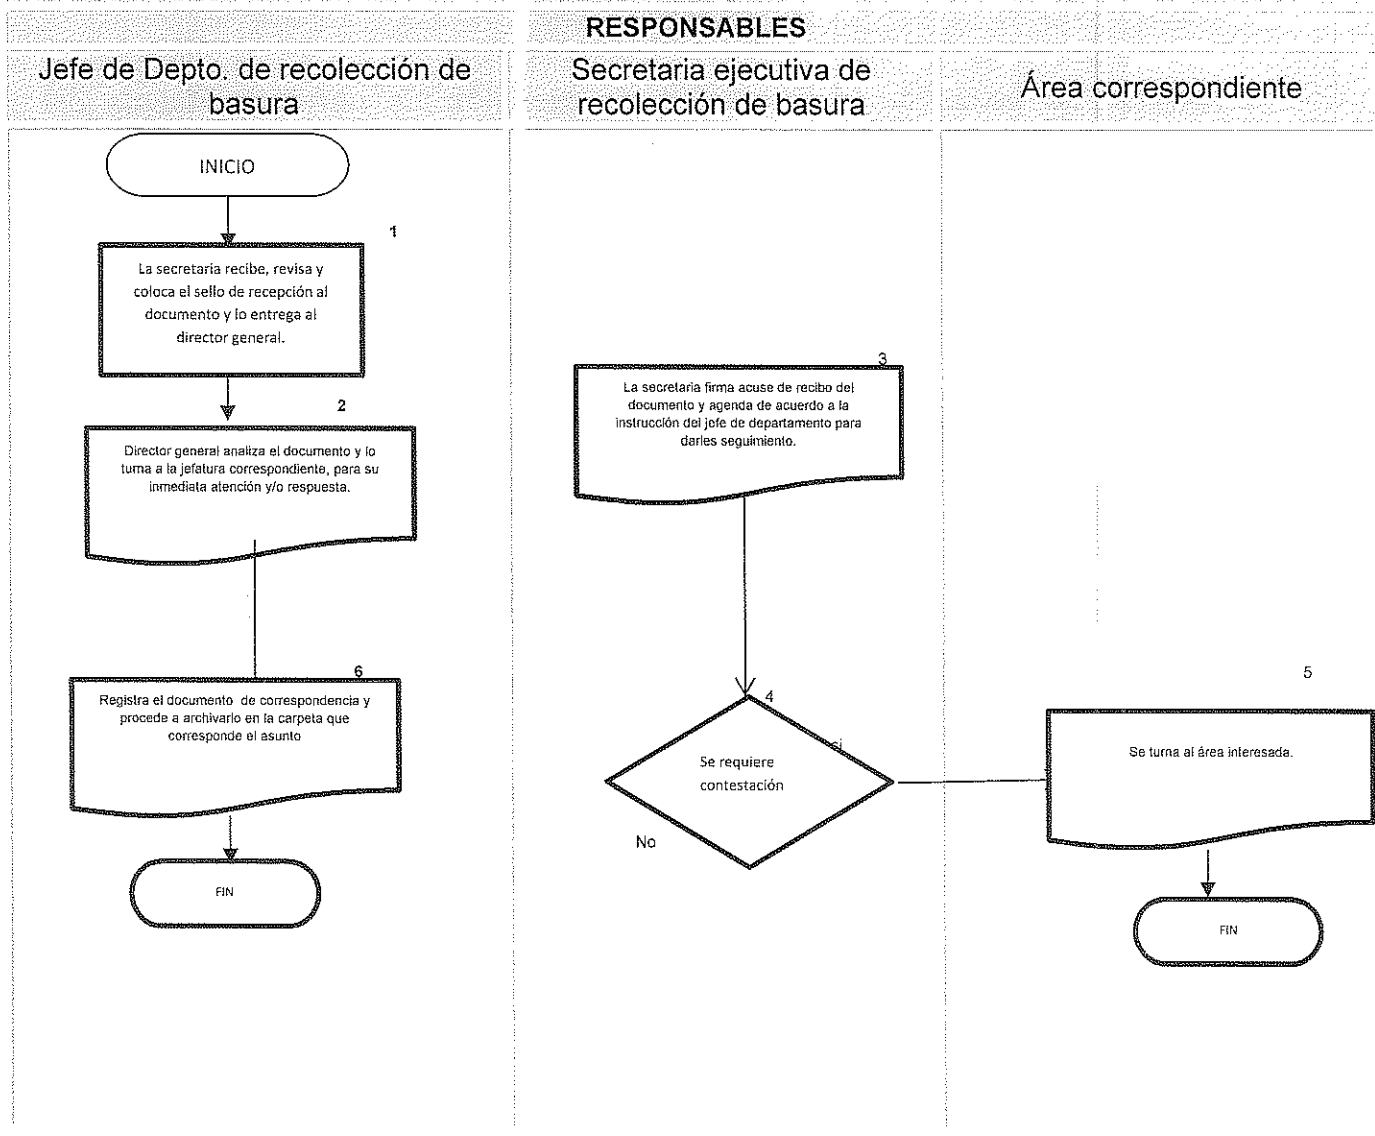 RESPONSABLES
Jefe de Depto. de recolección de
basura
Secretaria ejecutiva de
recolección de basura
Área correspondiente
INICIO
1
La secretaria recibe, revisa y
coloca el sello de recepción al
documento y lo entrega al
director general.
2
Director general analiza el documento y lo
turna a la jefatura correspondiente, para su
inmediata atención y/o respuesta.
3
La secretaria firma acuse de recibo del
documento y agenda de acuerdo a la
instrucción del jefe de departamento para
darles seguimiento.
4
si
Se requiere
contestación
No
5
Se turna al área interesada.
FIN
6
Registra el documento de correspondencia y
procede a archivarlo en la carpeta que
corresponde el asunto
FIN